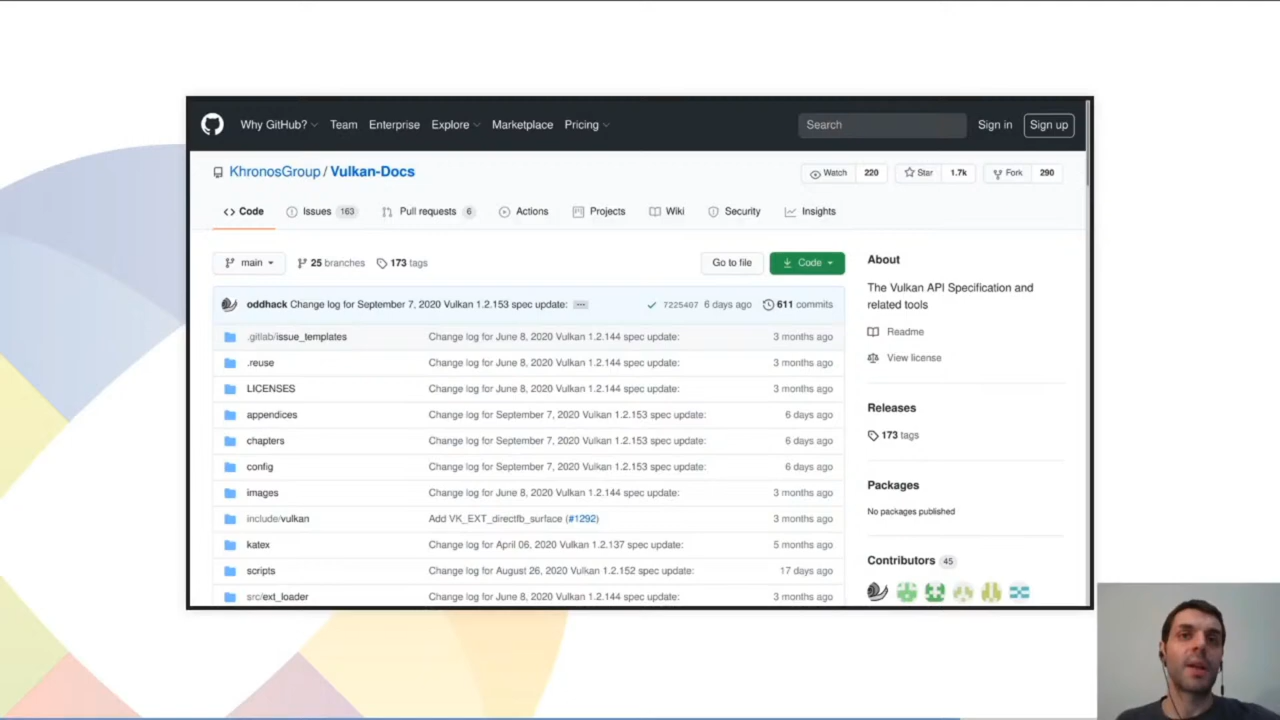 Why GitHub? Team Enterprise Explore Marketplace Pricing Search Sign in Sign up
KhronosGroup / Vulkan-Docs Watch 220 Star 1.7k Fork 290
Code Issues 163 Pull requests 6 Actions Projects Wiki Security Insights
main 25 branches 173 tags Go to file Code
oddhack Change log for September 7, 2020 Vulkan 1.2.153 spec update: ... 7225407 6 days ago 611 commits
.gitlab/issue_templates Change log for June 8, 2020 Vulkan 1.2.144 spec update: 3 months ago
.reuse Change log for June 8, 2020 Vulkan 1.2.144 spec update: 3 months ago
LICENSES Change log for June 8, 2020 Vulkan 1.2.144 spec update: 3 months ago
appendices Change log for September 7, 2020 Vulkan 1.2.153 spec update: 6 days ago
chapters Change log for September 7, 2020 Vulkan 1.2.153 spec update: 6 days ago
config Change log for September 7, 2020 Vulkan 1.2.153 spec update: 6 days ago
images Change log for June 8, 2020 Vulkan 1.2.144 spec update: 3 months ago
include/vulkan Add VK_EXT_directfb_surface (#1292) 3 months ago
katex Change log for April 06, 2020 Vulkan 1.2.137 spec update: 5 months ago
scripts Change log for August 26, 2020 Vulkan 1.2.152 spec update: 17 days ago
src/ext_loader Change log for June 8, 2020 Vulkan 1.2.144 spec update: 3 months ago
About
The Vulkan API Specification and
related tools
Readme
View license
Releases
173 tags
Packages
No packages published
Contributors 45